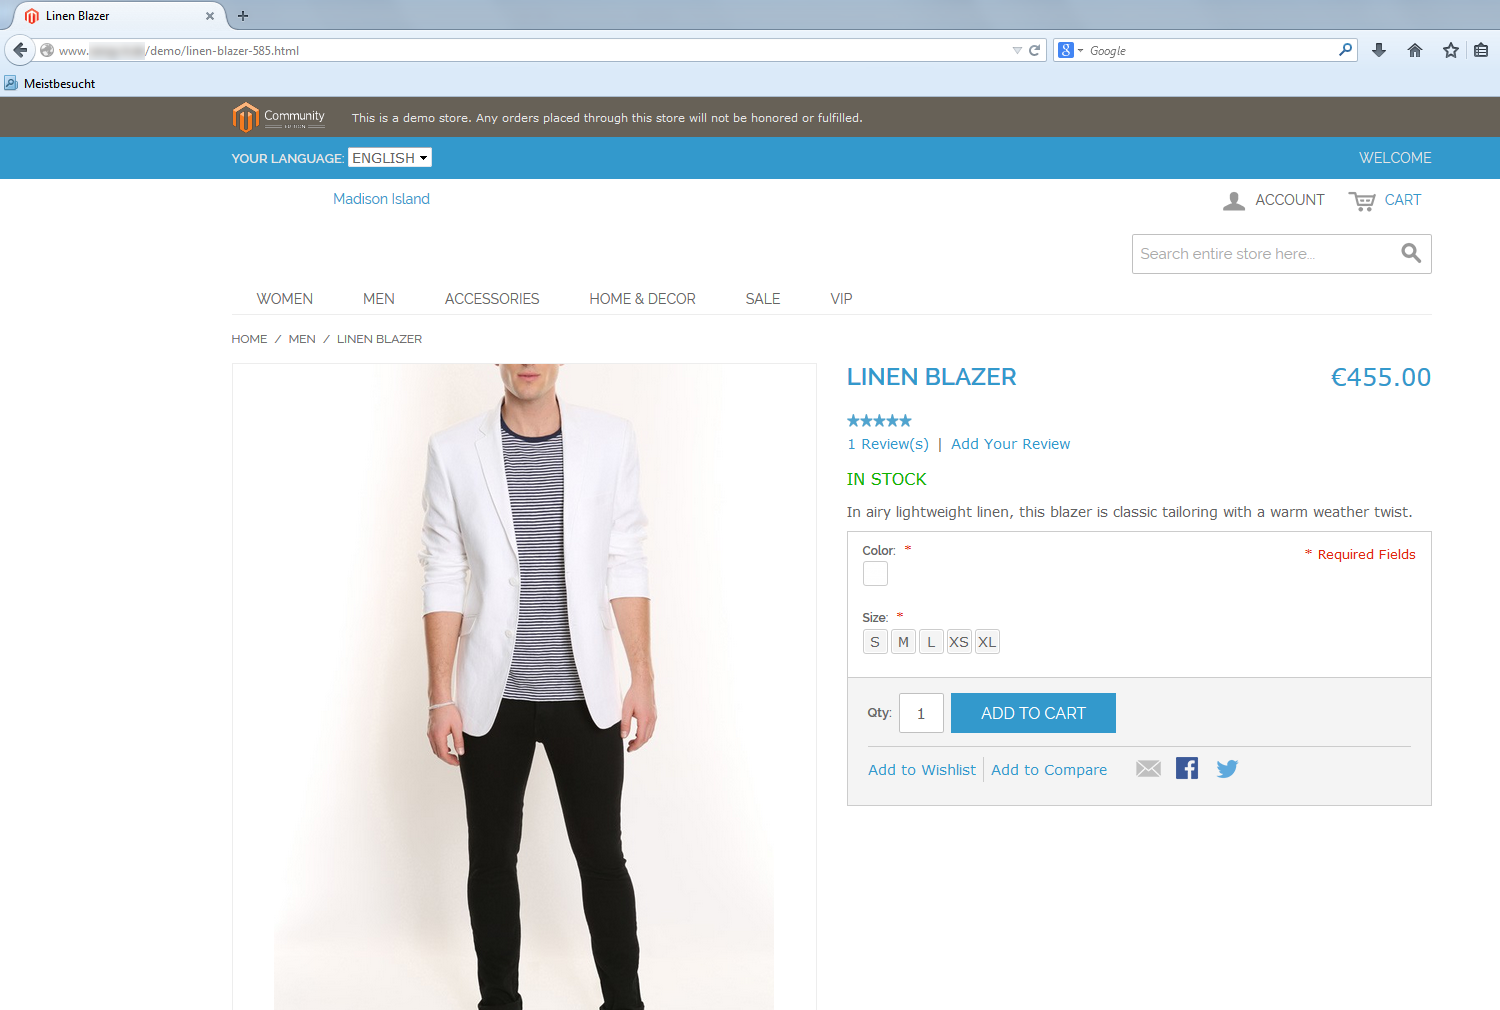 Linen Blazer
www. /demo/linen-blazer-585.html
Google
Meistbesucht
Community
This is a demo store. Any orders placed through this store will not be honored or fulfilled.
YOUR LANGUAGE: ENGLISH
WELCOME
Madison Island
ACCOUNT
CART
Search entire store here...
WOMEN MEN ACCESSORIES HOME & DECOR SALE VIP
HOME / MEN / LINEN BLAZER
LINEN BLAZER
€455.00
1 Review(s) | Add Your Review
IN STOCK
In airy lightweight linen, this blazer is classic tailoring with a warm weather twist.
Color: *
* Required Fields
Size: *
S M L XS XL
Qty: 1 ADD TO CART
Add to Wishlist Add to Compare